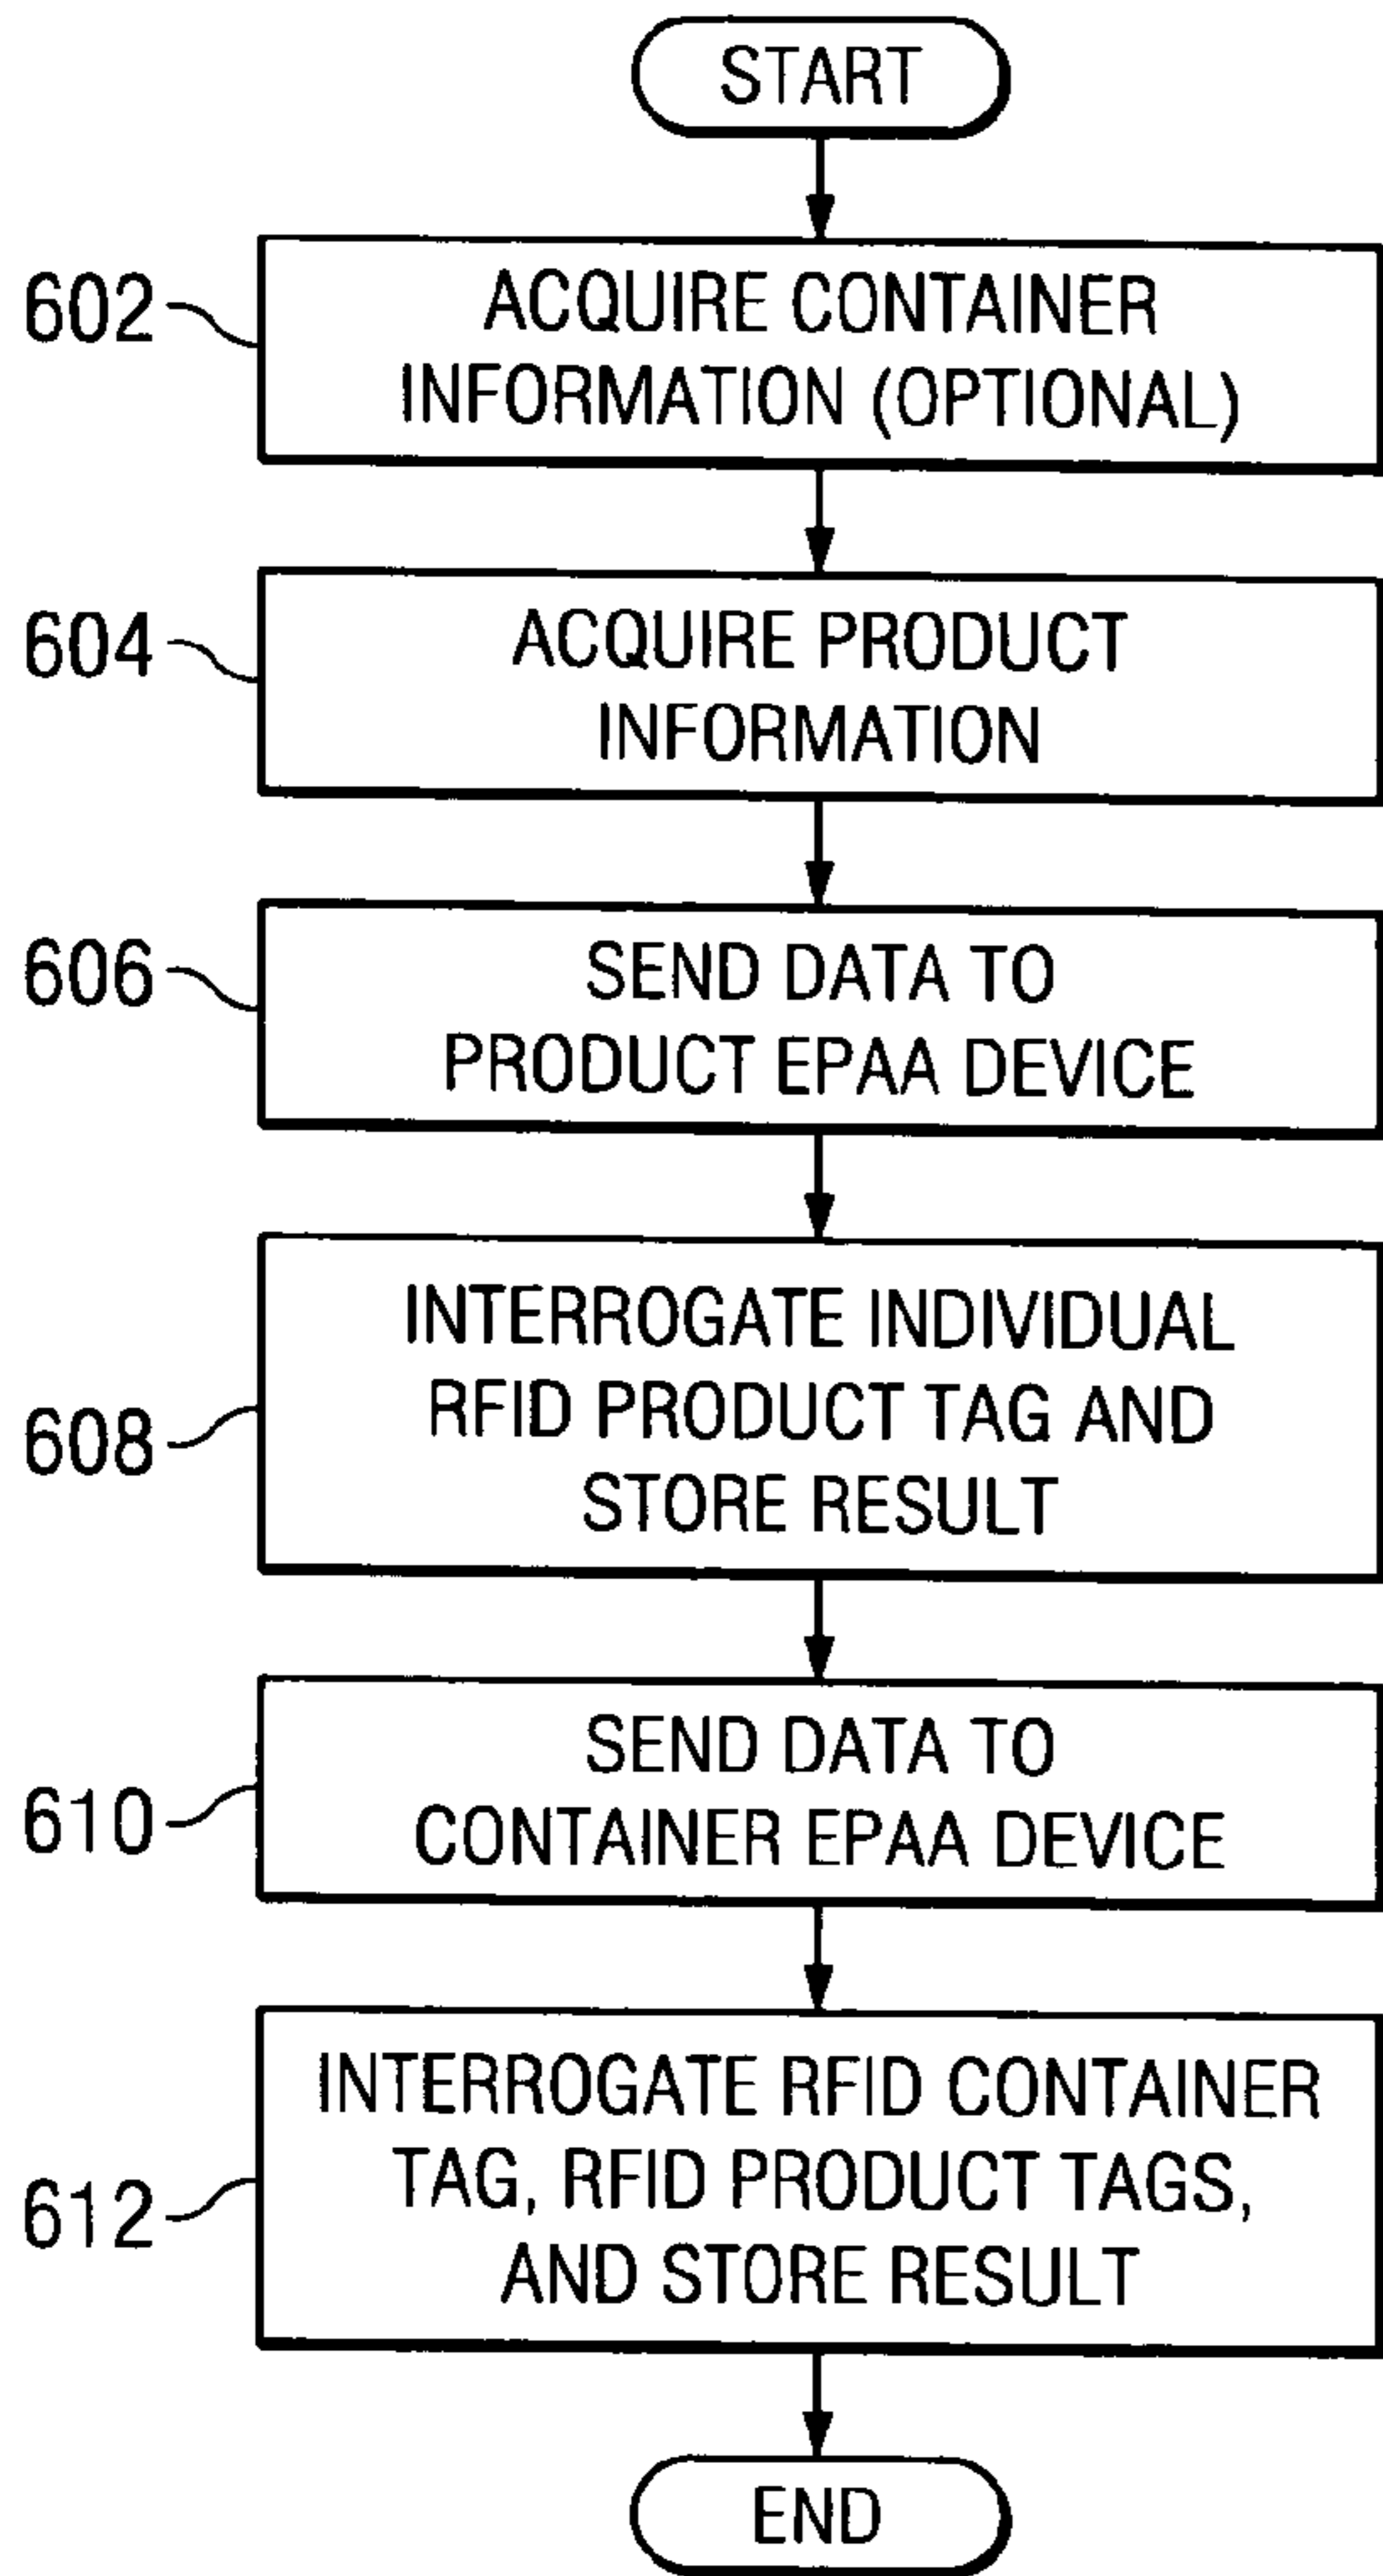 START
602
ACQUIRE CONTAINER
INFORMATION (OPTIONAL)
604
ACQUIRE PRODUCT
INFORMATION
606
SEND DATA TO
PRODUCT EPAA DEVICE
608
INTERROGATE INDIVIDUAL
RFID PRODUCT TAG AND
STORE RESULT
610
SEND DATA TO
CONTAINER EPAA DEVICE
612
INTERROGATE RFID CONTAINER
TAG, RFID PRODUCT TAGS,
AND STORE RESULT
END